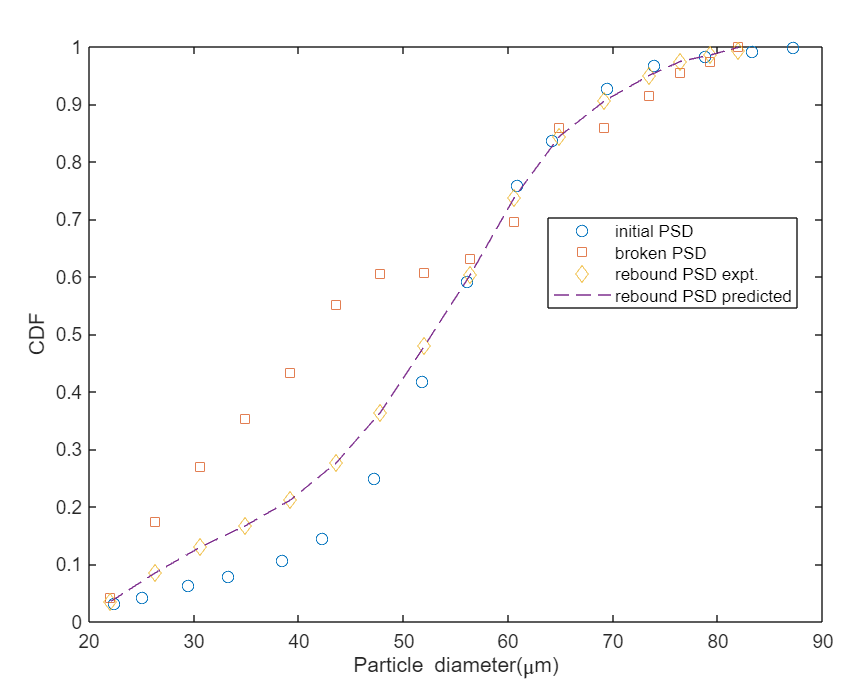 1
0.9
0.8
0.7
0.6
0.5
0.4
0.3
0.2
0.1
0
CDF
initial PSD
broken PSD
rebound PSD expt.
rebound PSD predicted
20 30 40 50 60 70 80 90
Particle diameter(μm)